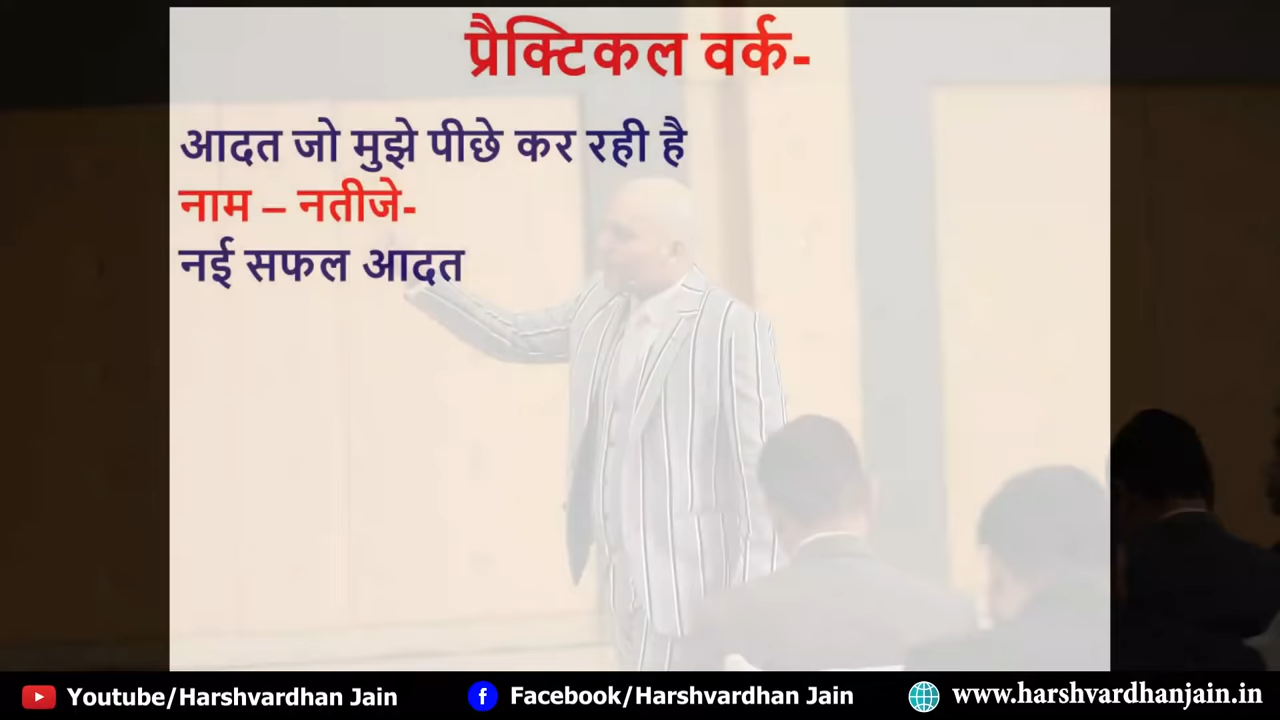 प्रैक्टिकल वर्क-
आदत जो मुझे पीछे कर रही है
नाम – नतीजे-
नई सफल आदत
Youtube/Harshvardhan Jain
Facebook/Harshvardhan Jain
www.harshvardhanjain.in